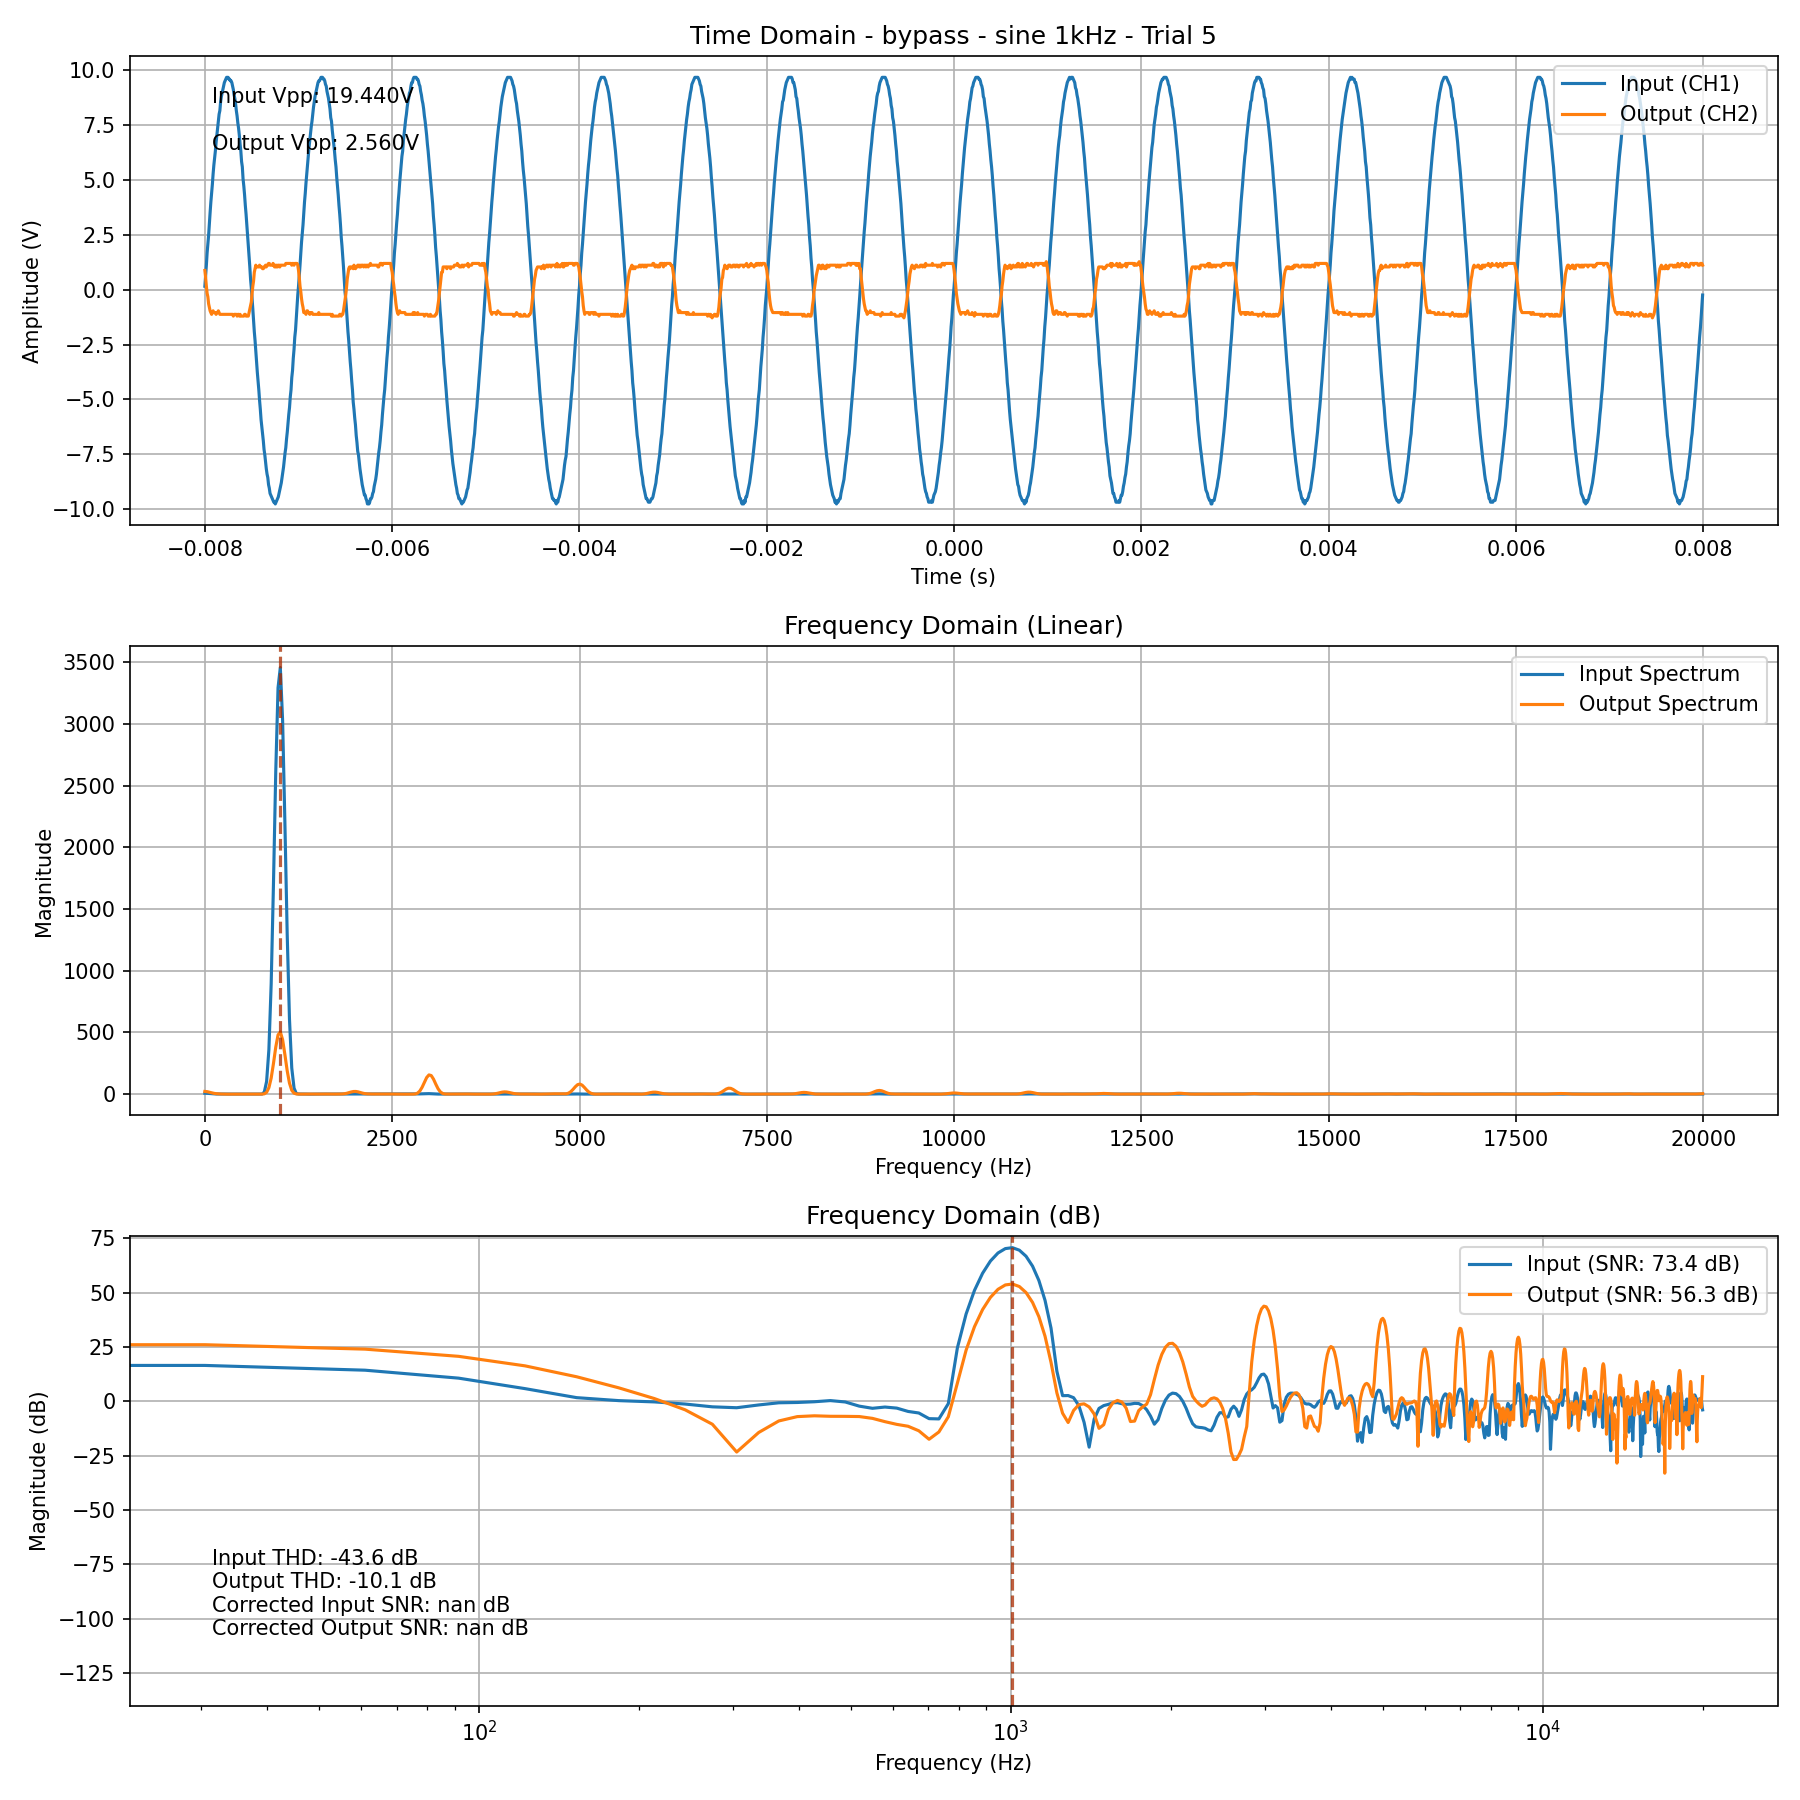 Time Domain - bypass - sine 1kHz - Trial 5
10.0
7.5
5.0
2.5
0.0
−2.5
−5.0
−7.5
−10.0
Amplitude (V)
Input Vpp: 19.440V
Output Vpp: 2.560V
Input (CH1)
Output (CH2)
−0.008 −0.006 −0.004 −0.002 0.000 0.002 0.004 0.006 0.008
Time (s)
Frequency Domain (Linear)
3500
3000
2500
2000
1500
1000
500
0
Magnitude
Input Spectrum
Output Spectrum
0 2500 5000 7500 10000 12500 15000 17500 20000
Frequency (Hz)
Frequency Domain (dB)
75
50
25
0
−25
−50
−75
−100
−125
Magnitude (dB)
Input (SNR: 73.4 dB)
Output (SNR: 56.3 dB)
Input THD: -43.6 dB
Output THD: -10.1 dB
Corrected Input SNR: nan dB
Corrected Output SNR: nan dB
10² 10³ 10⁴
Frequency (Hz)